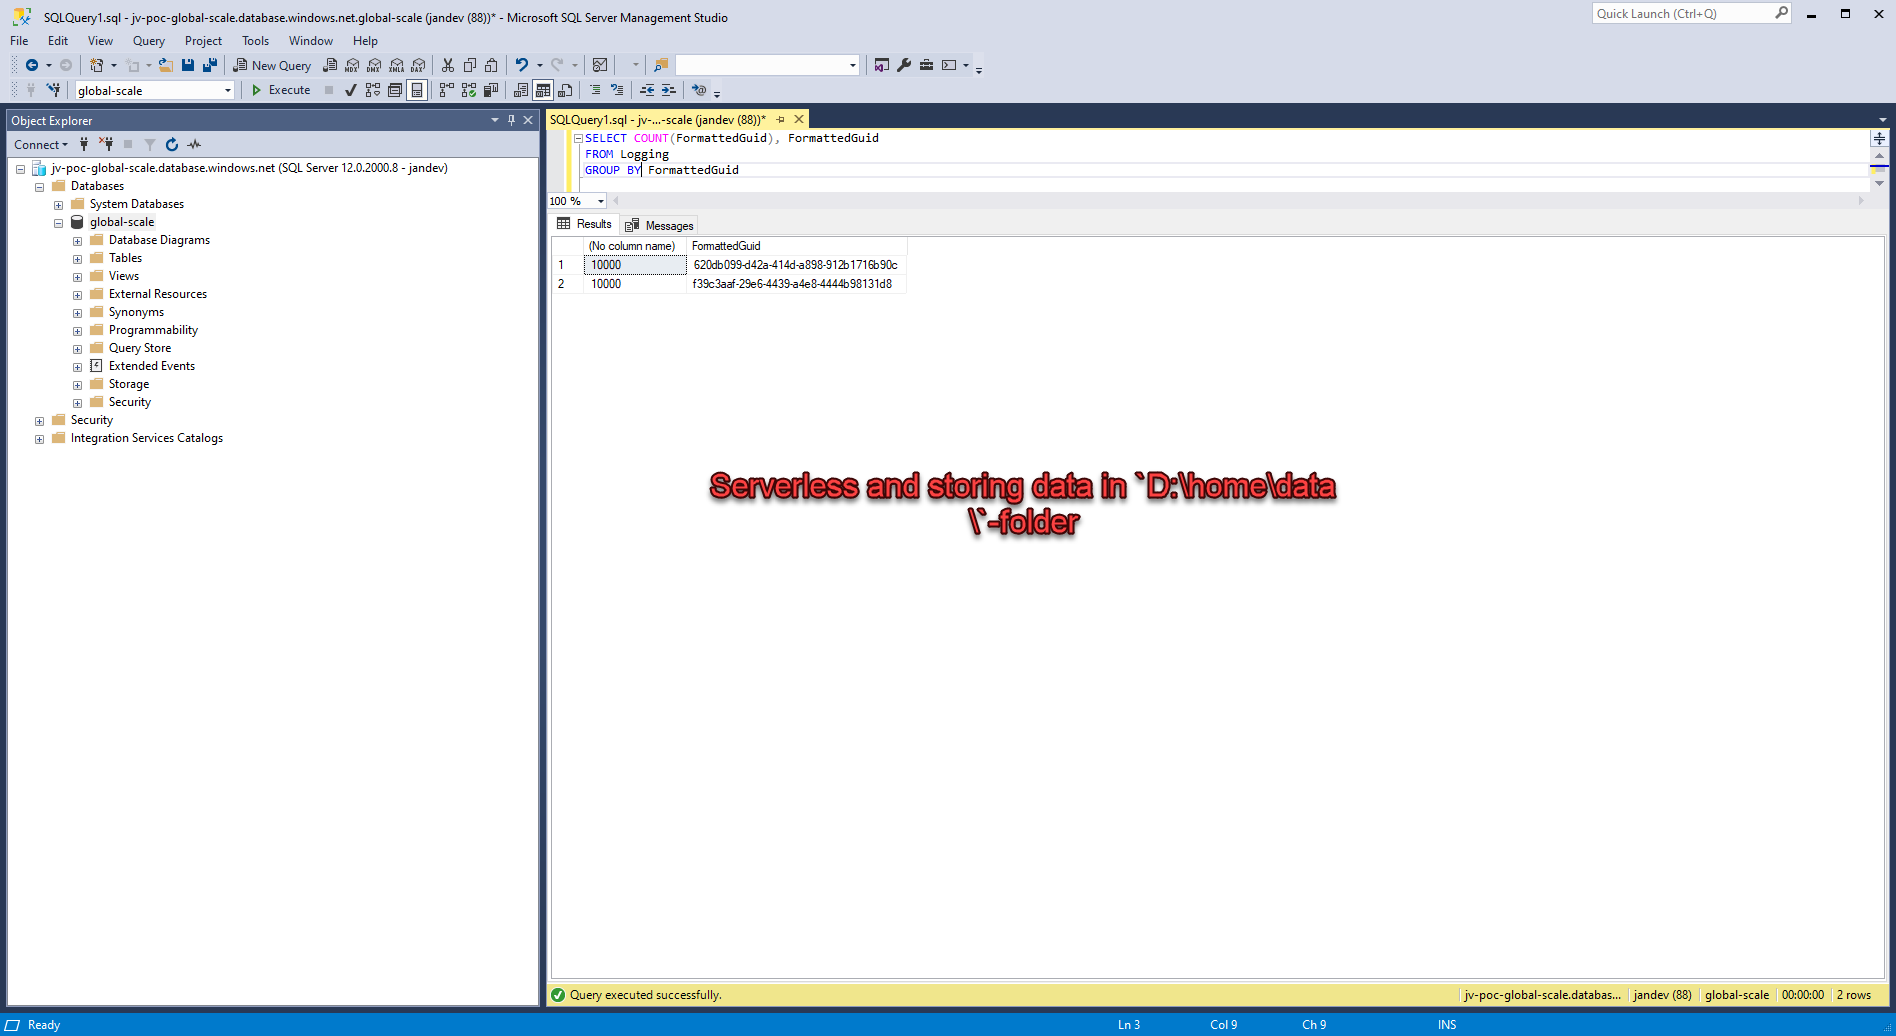 SQLQuery1.sql - jv-poc-global-scale.database.windows.net.global-scale (jandev (88))* - Microsoft SQL Server Management Studio
Quick Launch (Ctrl+Q)
File Edit View Query Project Tools Window Help
New Query
MDX DMX XMLA DAX
global-scale
Execute
Object Explorer
Connect
jv-poc-global-scale.database.windows.net (SQL Server 12.0.2000.8 - jandev)
Databases
System Databases
global-scale
Database Diagrams
Tables
Views
External Resources
Synonyms
Programmability
Query Store
Extended Events
Storage
Security
Security
Integration Services Catalogs
SQLQuery1.sql - jv-...-scale (jandev (88))*
SELECT COUNT(FormattedGuid), FormattedGuid
FROM Logging
GROUP BY FormattedGuid
100 %
Results Messages
(No column name) FormattedGuid
1 10000 620db099-d42a-414d-a898-912b1716b90c
2 10000 f39c3aaf-29e6-4439-a4e8-4444b98131d8
Serverless and storing data in `D:\home\data
\`-folder
Query executed successfully.
jv-poc-global-scale.databas... jandev (88) global-scale 00:00:00 2 rows
Ready
Ln 3 Col 9 Ch 9 INS